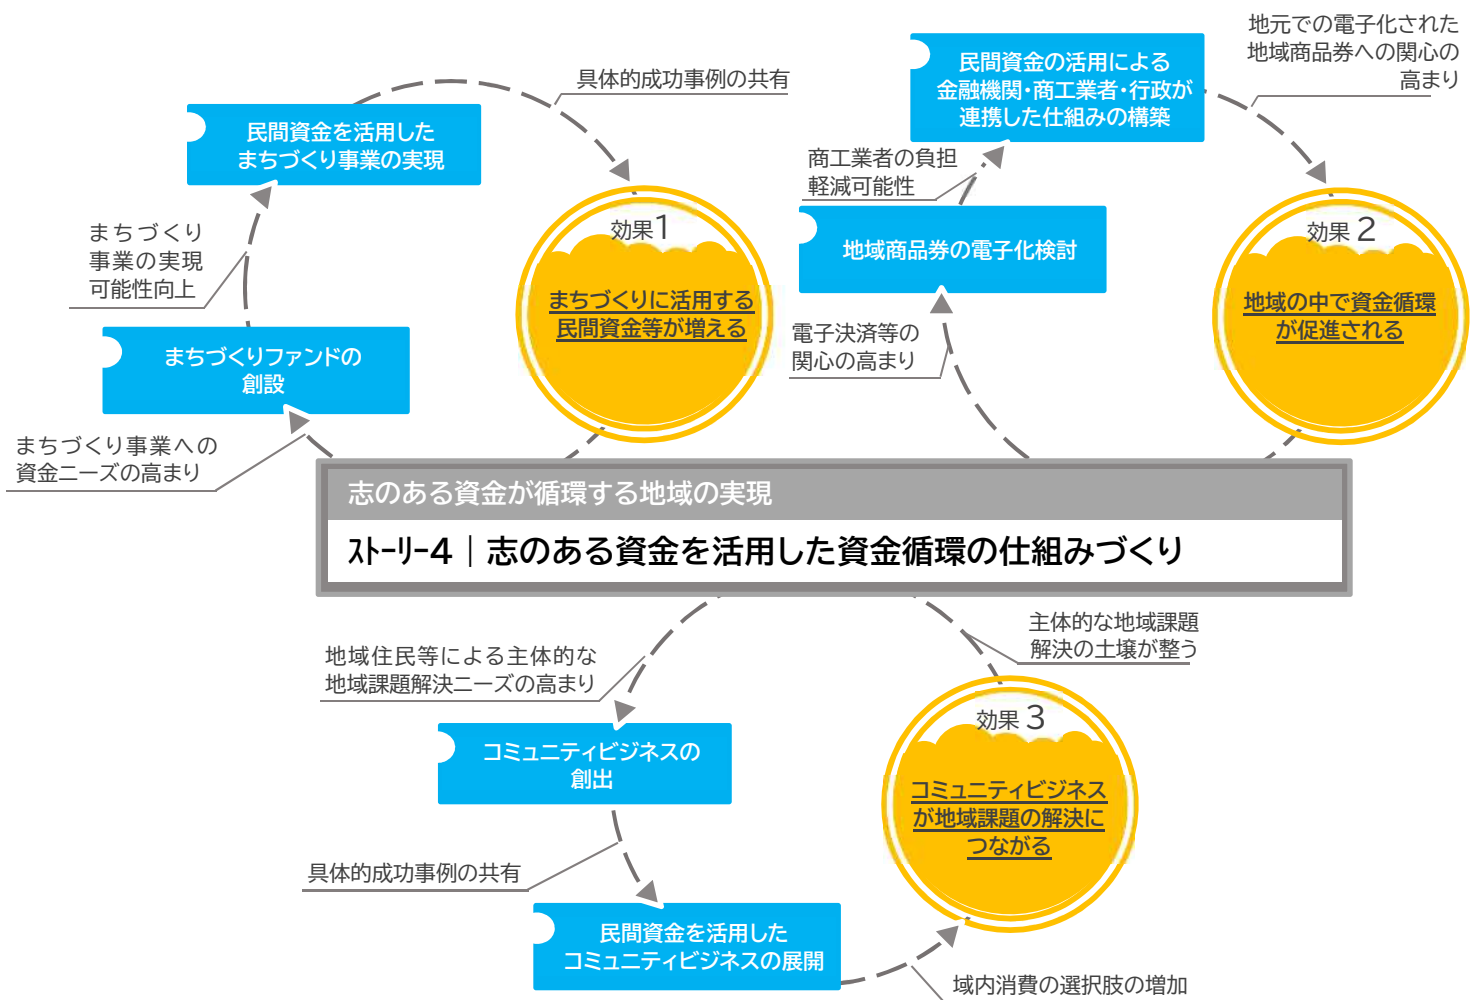 具体的成功事例の共有
民間資金を活用した
まちづくり事業の実現
まちづくり
事業の実現
可能性向上
まちづくりファンドの
創設
まちづくり事業への
資金ニーズの高まり
効果1
まちづくりに活用する
民間資金等が増える
地元での電子化された
地域商品券への関心の
高まり
民間資金の活用による
金融機関・商工業者・行政が
連携した仕組みの構築
商工業者の負担
軽減可能性
地域商品券の電子化検討
電子決済等の
関心の高まり
効果2
地域の中で資金循環
が促進される
志のある資金が循環する地域の実現
ｽﾄｰﾘｰ4｜志のある資金を活用した資金循環の仕組みづくり
地域住民等による主体的な
地域課題解決ニーズの高まり
コミュニティビジネスの
創出
具体的成功事例の共有
民間資金を活用した
コミュニティビジネスの展開
主体的な地域課題
解決の土壌が整う
効果3
コミュニティビジネス
が地域課題の解決に
つながる
域内消費の選択肢の増加